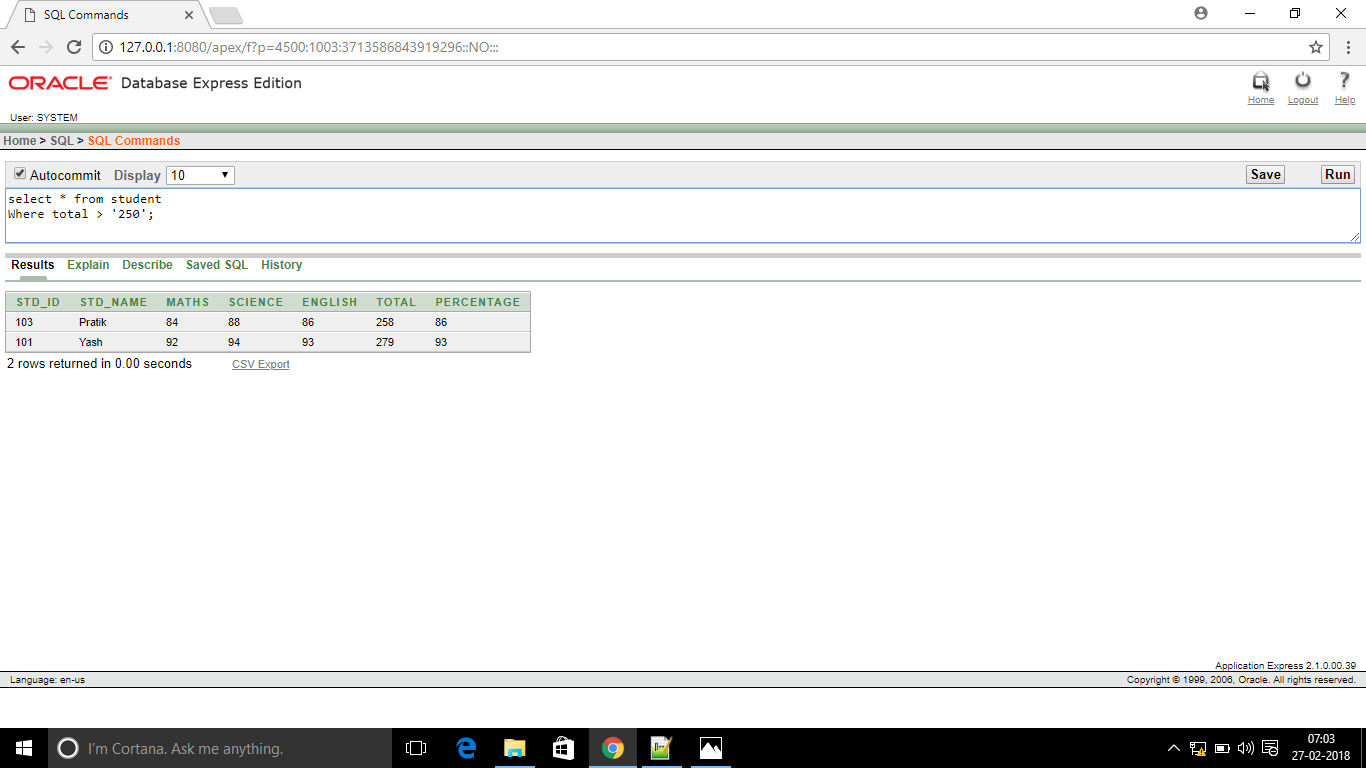 SQL Commands
127.0.0.1:8080/apex/f?p=4500:1003:3713586843919296::NO:::
ORACLE Database Express Edition
Home Logout Help
User: SYSTEM
Home > SQL > SQL Commands
Autocommit Display 10 Save Run
select * from student
Where total > '250';
Results Explain Describe Saved SQL History
STD_ID STD_NAME MATHS SCIENCE ENGLISH TOTAL PERCENTAGE
103 Pratik 84 88 86 258 86
101 Yash 92 94 93 279 93
2 rows returned in 0.00 seconds CSV Export
Application Express 2.1.0.00.39
Language: en-us Copyright © 1999, 2006, Oracle. All rights reserved.
I'm Cortana. Ask me anything.
07:03
27-02-2018